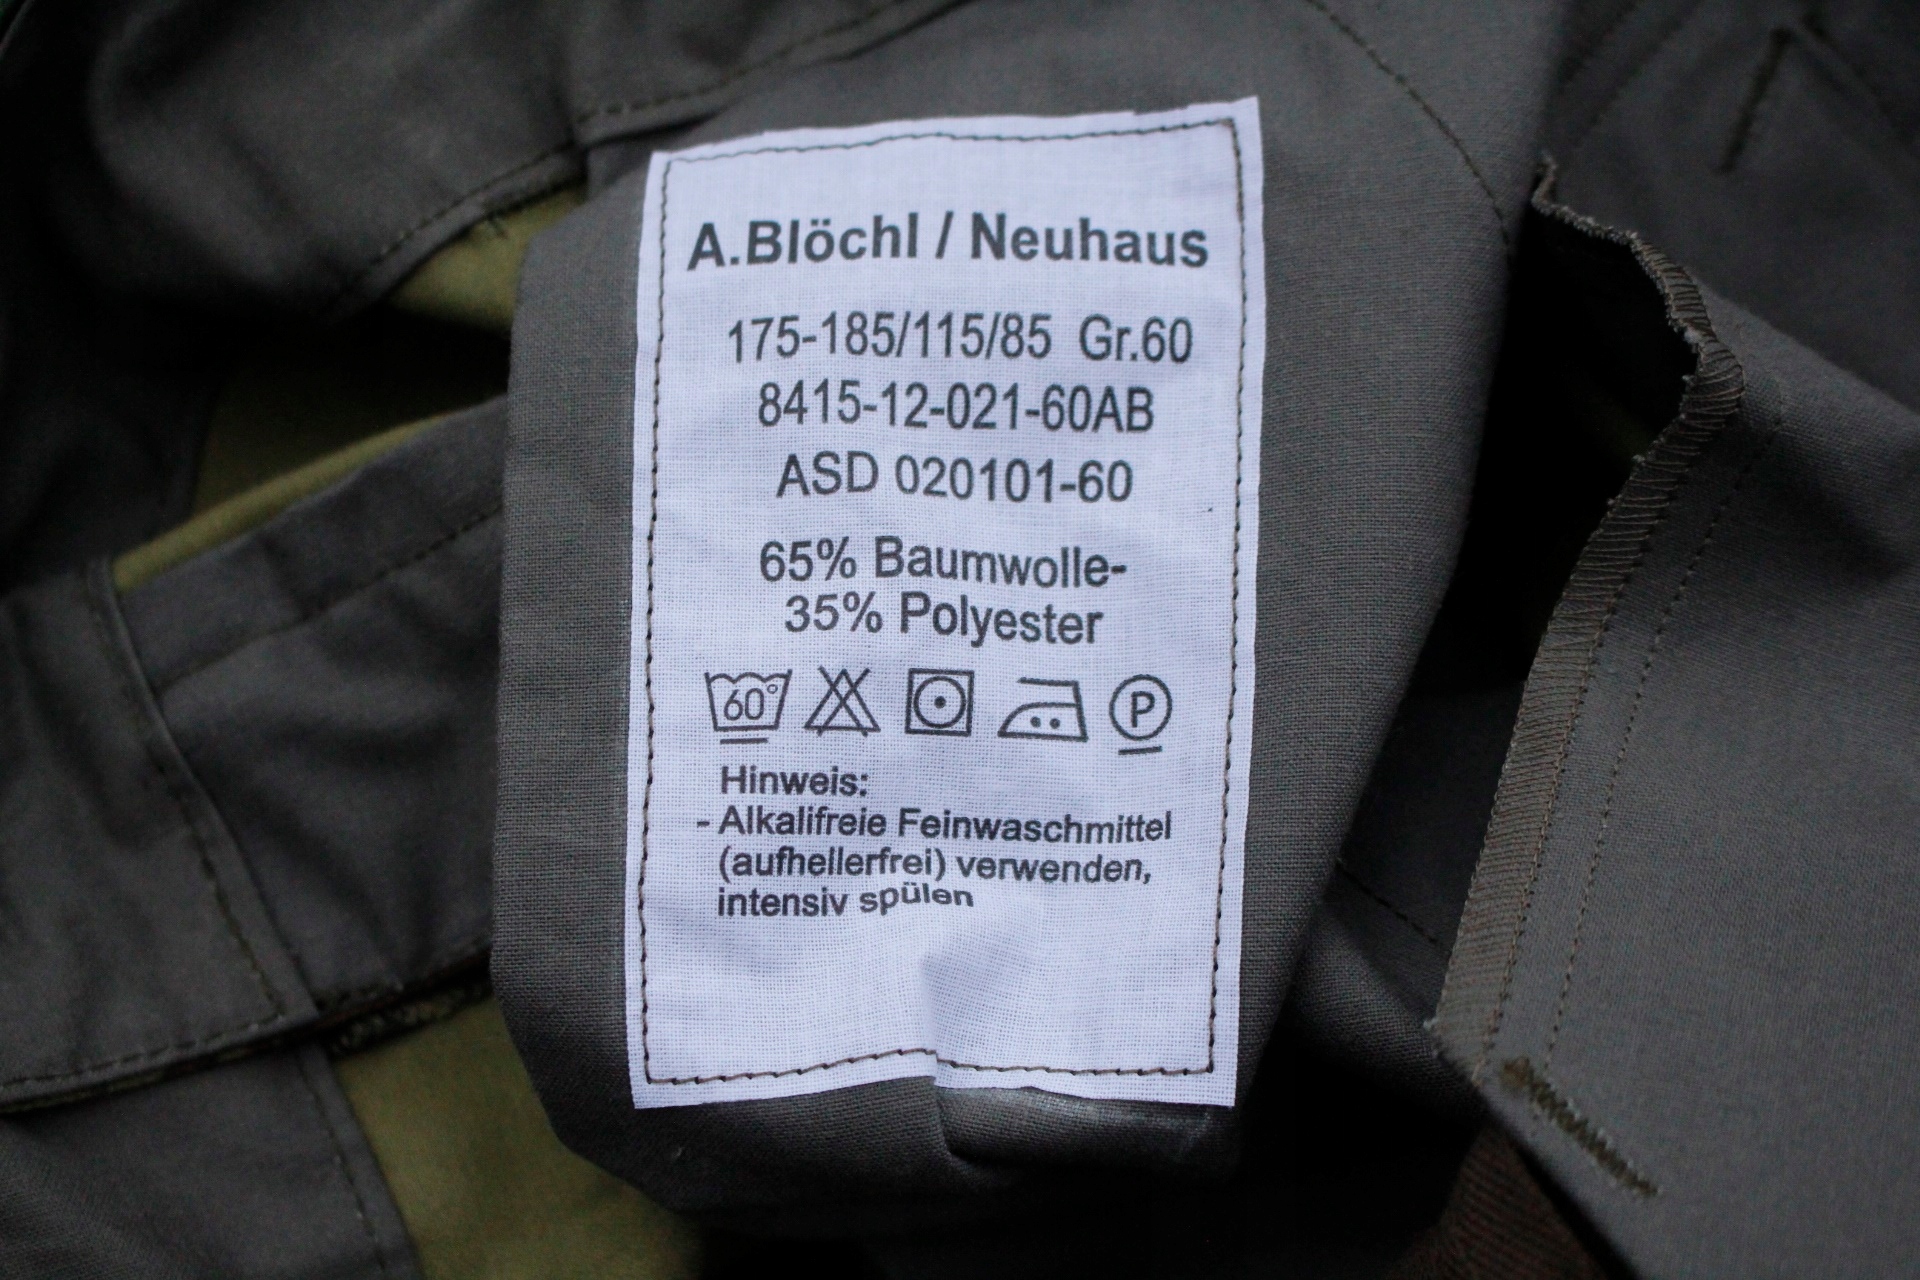 A.Blöchl / Neuhaus
175-185/115/85 Gr.60
8415-12-021-60AB
ASD 020101-60
65% Baumwolle-
35% Polyester
60° P
Hinweis:
- Alkalifreie Feinwaschmittel
(aufhellerfrei) verwenden,
intensiv spülen